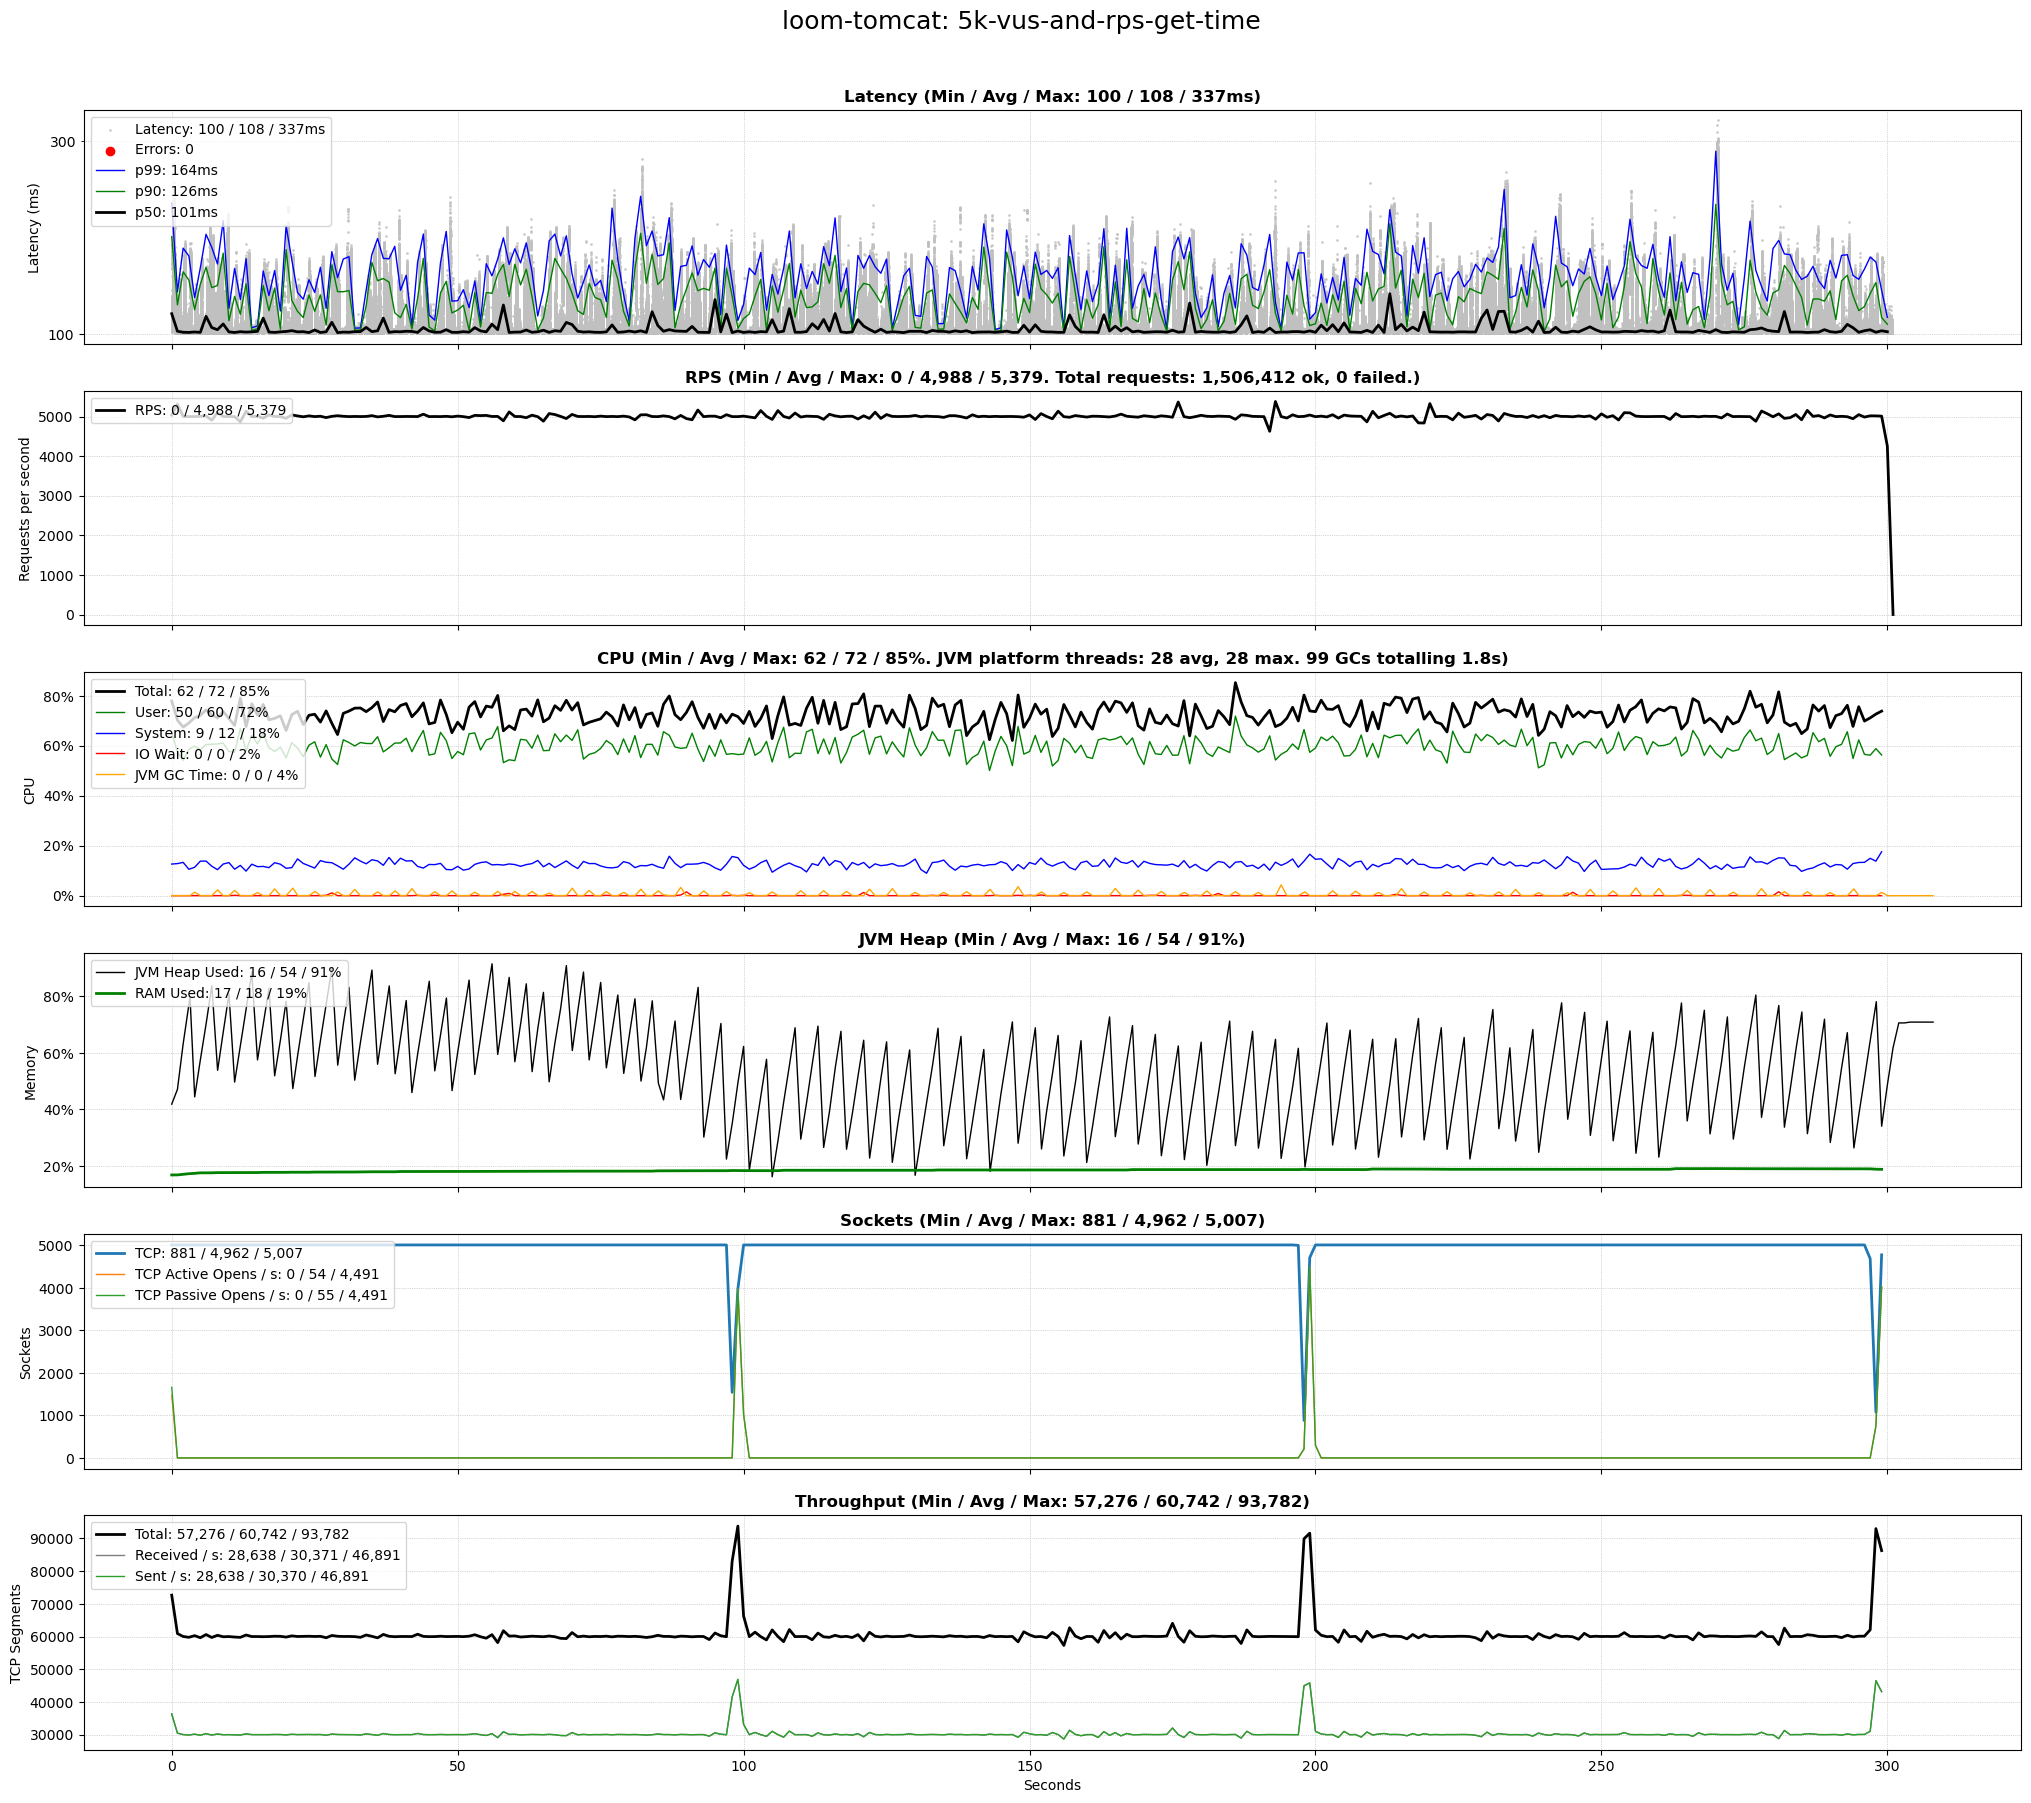 loom-tomcat: 5k-vus-and-rps-get-time
Latency (Min / Avg / Max: 100 / 108 / 337ms)
Latency: 100 / 108 / 337ms
Errors: 0
p99: 164ms
p90: 126ms
p50: 101ms
300
100
Latency (ms)
RPS (Min / Avg / Max: 0 / 4,988 / 5,379. Total requests: 1,506,412 ok, 0 failed.)
RPS: 0 / 4,988 / 5,379
5000
4000
3000
2000
1000
0
Requests per second
CPU (Min / Avg / Max: 62 / 72 / 85%. JVM platform threads: 28 avg, 28 max. 99 GCs totalling 1.8s)
Total: 62 / 72 / 85%
User: 50 / 60 / 72%
System: 9 / 12 / 18%
IO Wait: 0 / 0 / 2%
JVM GC Time: 0 / 0 / 4%
80%
60%
40%
20%
0%
CPU
JVM Heap (Min / Avg / Max: 16 / 54 / 91%)
JVM Heap Used: 16 / 54 / 91%
RAM Used: 17 / 18 / 19%
80%
60%
40%
20%
Memory
Sockets (Min / Avg / Max: 881 / 4,962 / 5,007)
TCP: 881 / 4,962 / 5,007
TCP Active Opens / s: 0 / 54 / 4,491
TCP Passive Opens / s: 0 / 55 / 4,491
5000
4000
3000
2000
1000
0
Sockets
Throughput (Min / Avg / Max: 57,276 / 60,742 / 93,782)
Total: 57,276 / 60,742 / 93,782
Received / s: 28,638 / 30,371 / 46,891
Sent / s: 28,638 / 30,370 / 46,891
90000
80000
70000
60000
50000
40000
30000
TCP Segments
0 50 100 150 200 250 300
Seconds